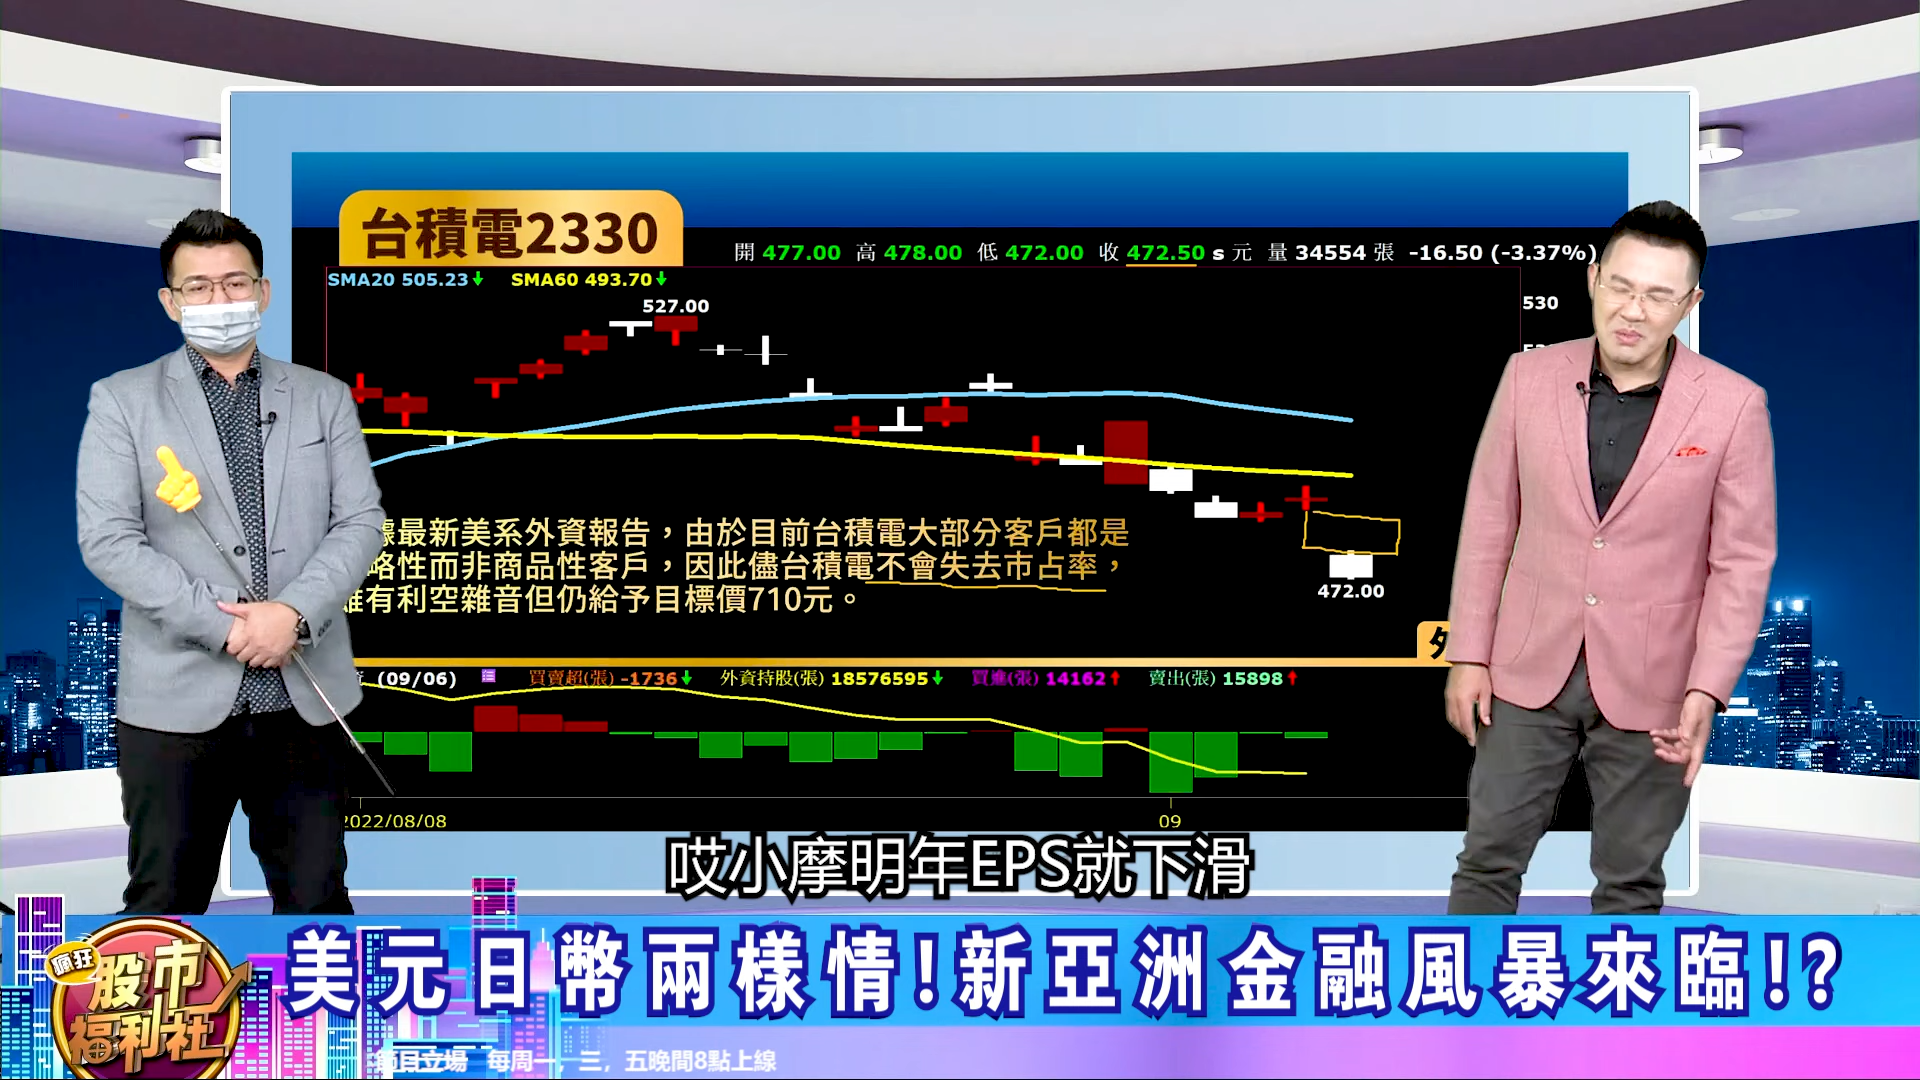 台積電2330
開 477.00 高 478.00 低 472.00 收 472.50 s 元 量 34554 張 -16.50 (-3.37%)
SMA20 505.23↓ SMA60 493.70↓
527.00
530
據最新美系外資報告，由於目前台積電大部分客戶都是
略性而非商品性客戶，因此儘台積電不會失去市占率，
雖有利空雜音但仍給予目標價710元。
472.00
外
(09/06) 買賣超(張) -1736↓ 外資持股(張) 18576595↓ 買進(張) 14162↑ 賣出(張) 15898↑
2022/08/08
09
哎小摩明年EPS就下滑
美元日幣兩樣情!新亞洲金融風暴來臨!?
瘋狂
股市
福利社
節目立場 每周一，三，五晚間8點上線